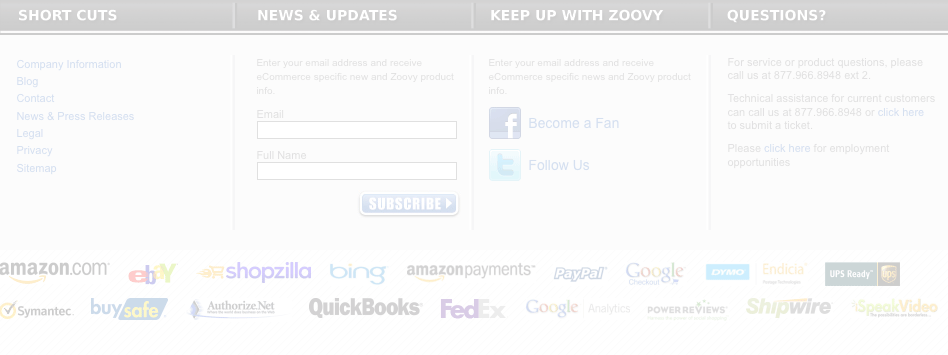 SHORT CUTS
Company Information
Blog
Contact
News & Press Releases
Legal
Privacy
Sitemap
NEWS & UPDATES
Enter your email address and receive
eCommerce specific new and Zoovy product
info.
Email
Full Name
SUBSCRIBE
KEEP UP WITH ZOOVY
Enter your email address and receive
eCommerce specific news and Zoovy product
info.
Become a Fan
Follow Us
QUESTIONS?
For service or product questions, please
call us at 877.966.8948 ext 2.
Technical assistance for current customers
can call us at 877.966.8948 or click here
to submit a ticket.
Please click here for employment
opportunities
amazon.com
ebY
shopzilla
bing
amazonpayments
PayPal
Google
Checkout
DYMO
Endicia
UPS Ready
ups
Symantec.
buysafe
Authorize.Net
QuickBooks
FedEx
Google Analytics
POWER REVIEWS
Shipwire
iSpeakVideo